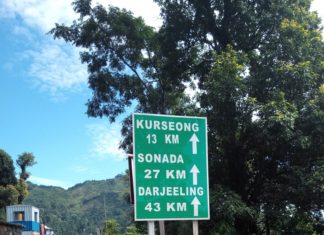 KURSEONG
13 KM
SONADA
27 KM
DARJEELING
43 KM